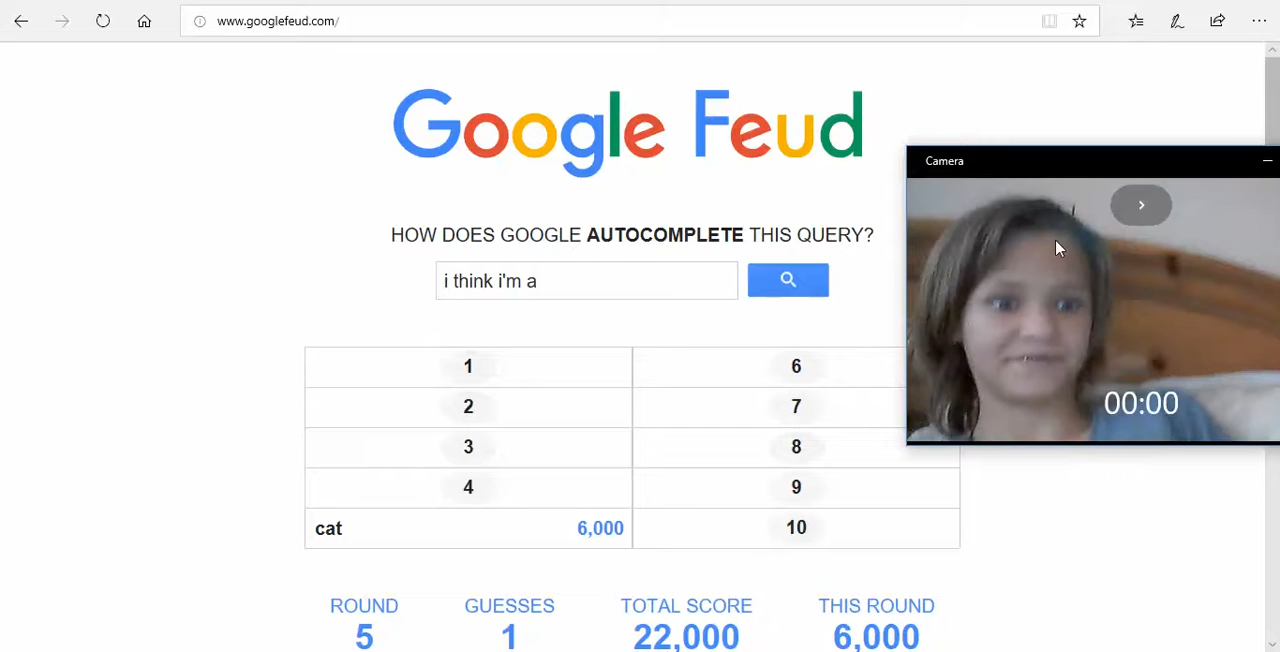 www.googlefeud.com/
Google Feud
Camera
HOW DOES GOOGLE AUTOCOMPLETE THIS QUERY?
i think i'm a
1 6
2 7
3 8
4 9
cat 6,000 10
00:00
ROUND GUESSES TOTAL SCORE THIS ROUND
5 1 22,000 6,000